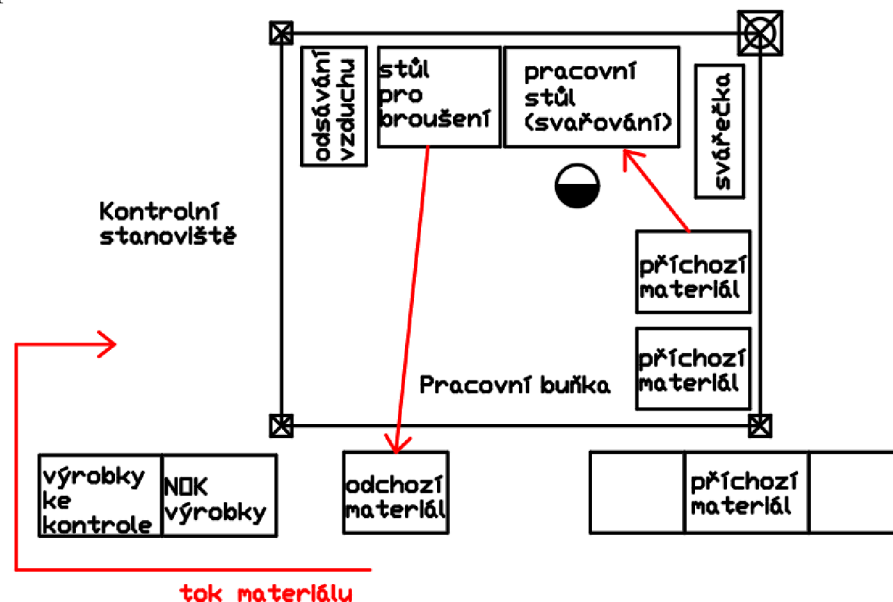 odsávání
vzduchu
stůl
pro
broušení
pracovní
stůl
(svařování)
svářečka
Kontrolní
stanoviště
příchozí
materiál
příchozí
materiál
Pracovní buňka
výrobky
ke
kontrole
NOK
výrobky
odchozí
materiál
příchozí
materiál
tok materiálu